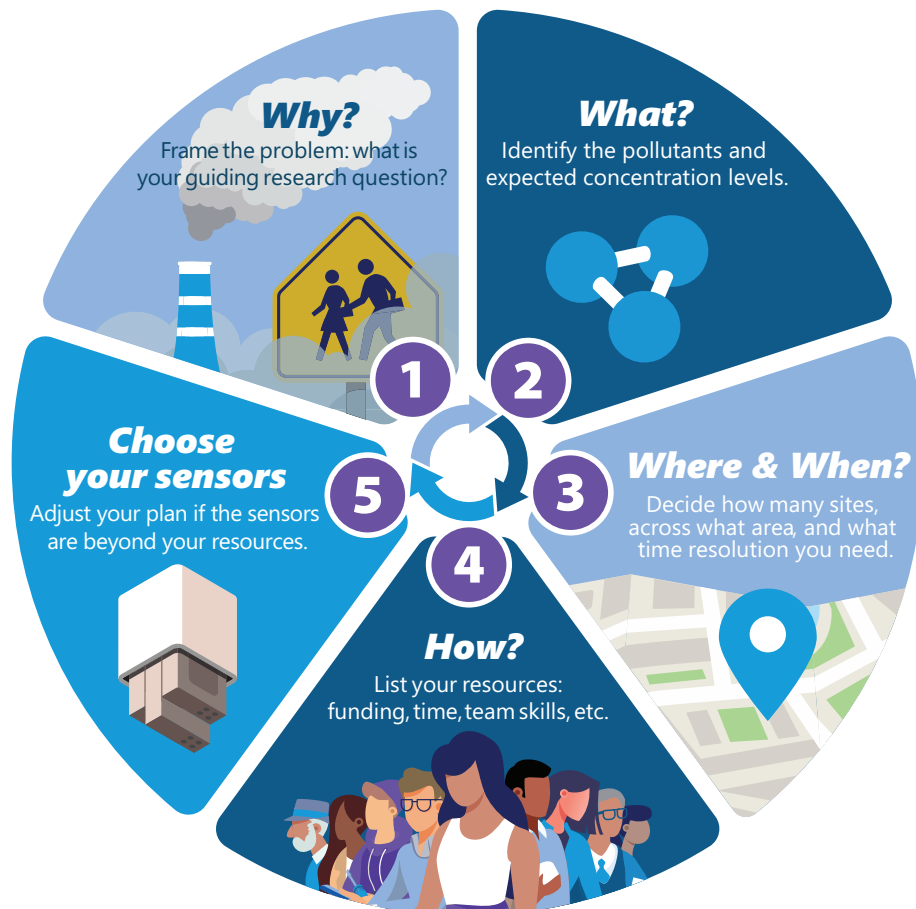 Why?
Frame the problem: what is
your guiding research question?
1
What?
Identify the pollutants and
expected concentration levels.
2
Where & When?
Decide how many sites,
across what area, and what
time resolution you need.
3
How?
List your resources:
funding, time, team skills, etc.
4
Choose
your sensors
Adjust your plan if the sensors
are beyond your resources.
5